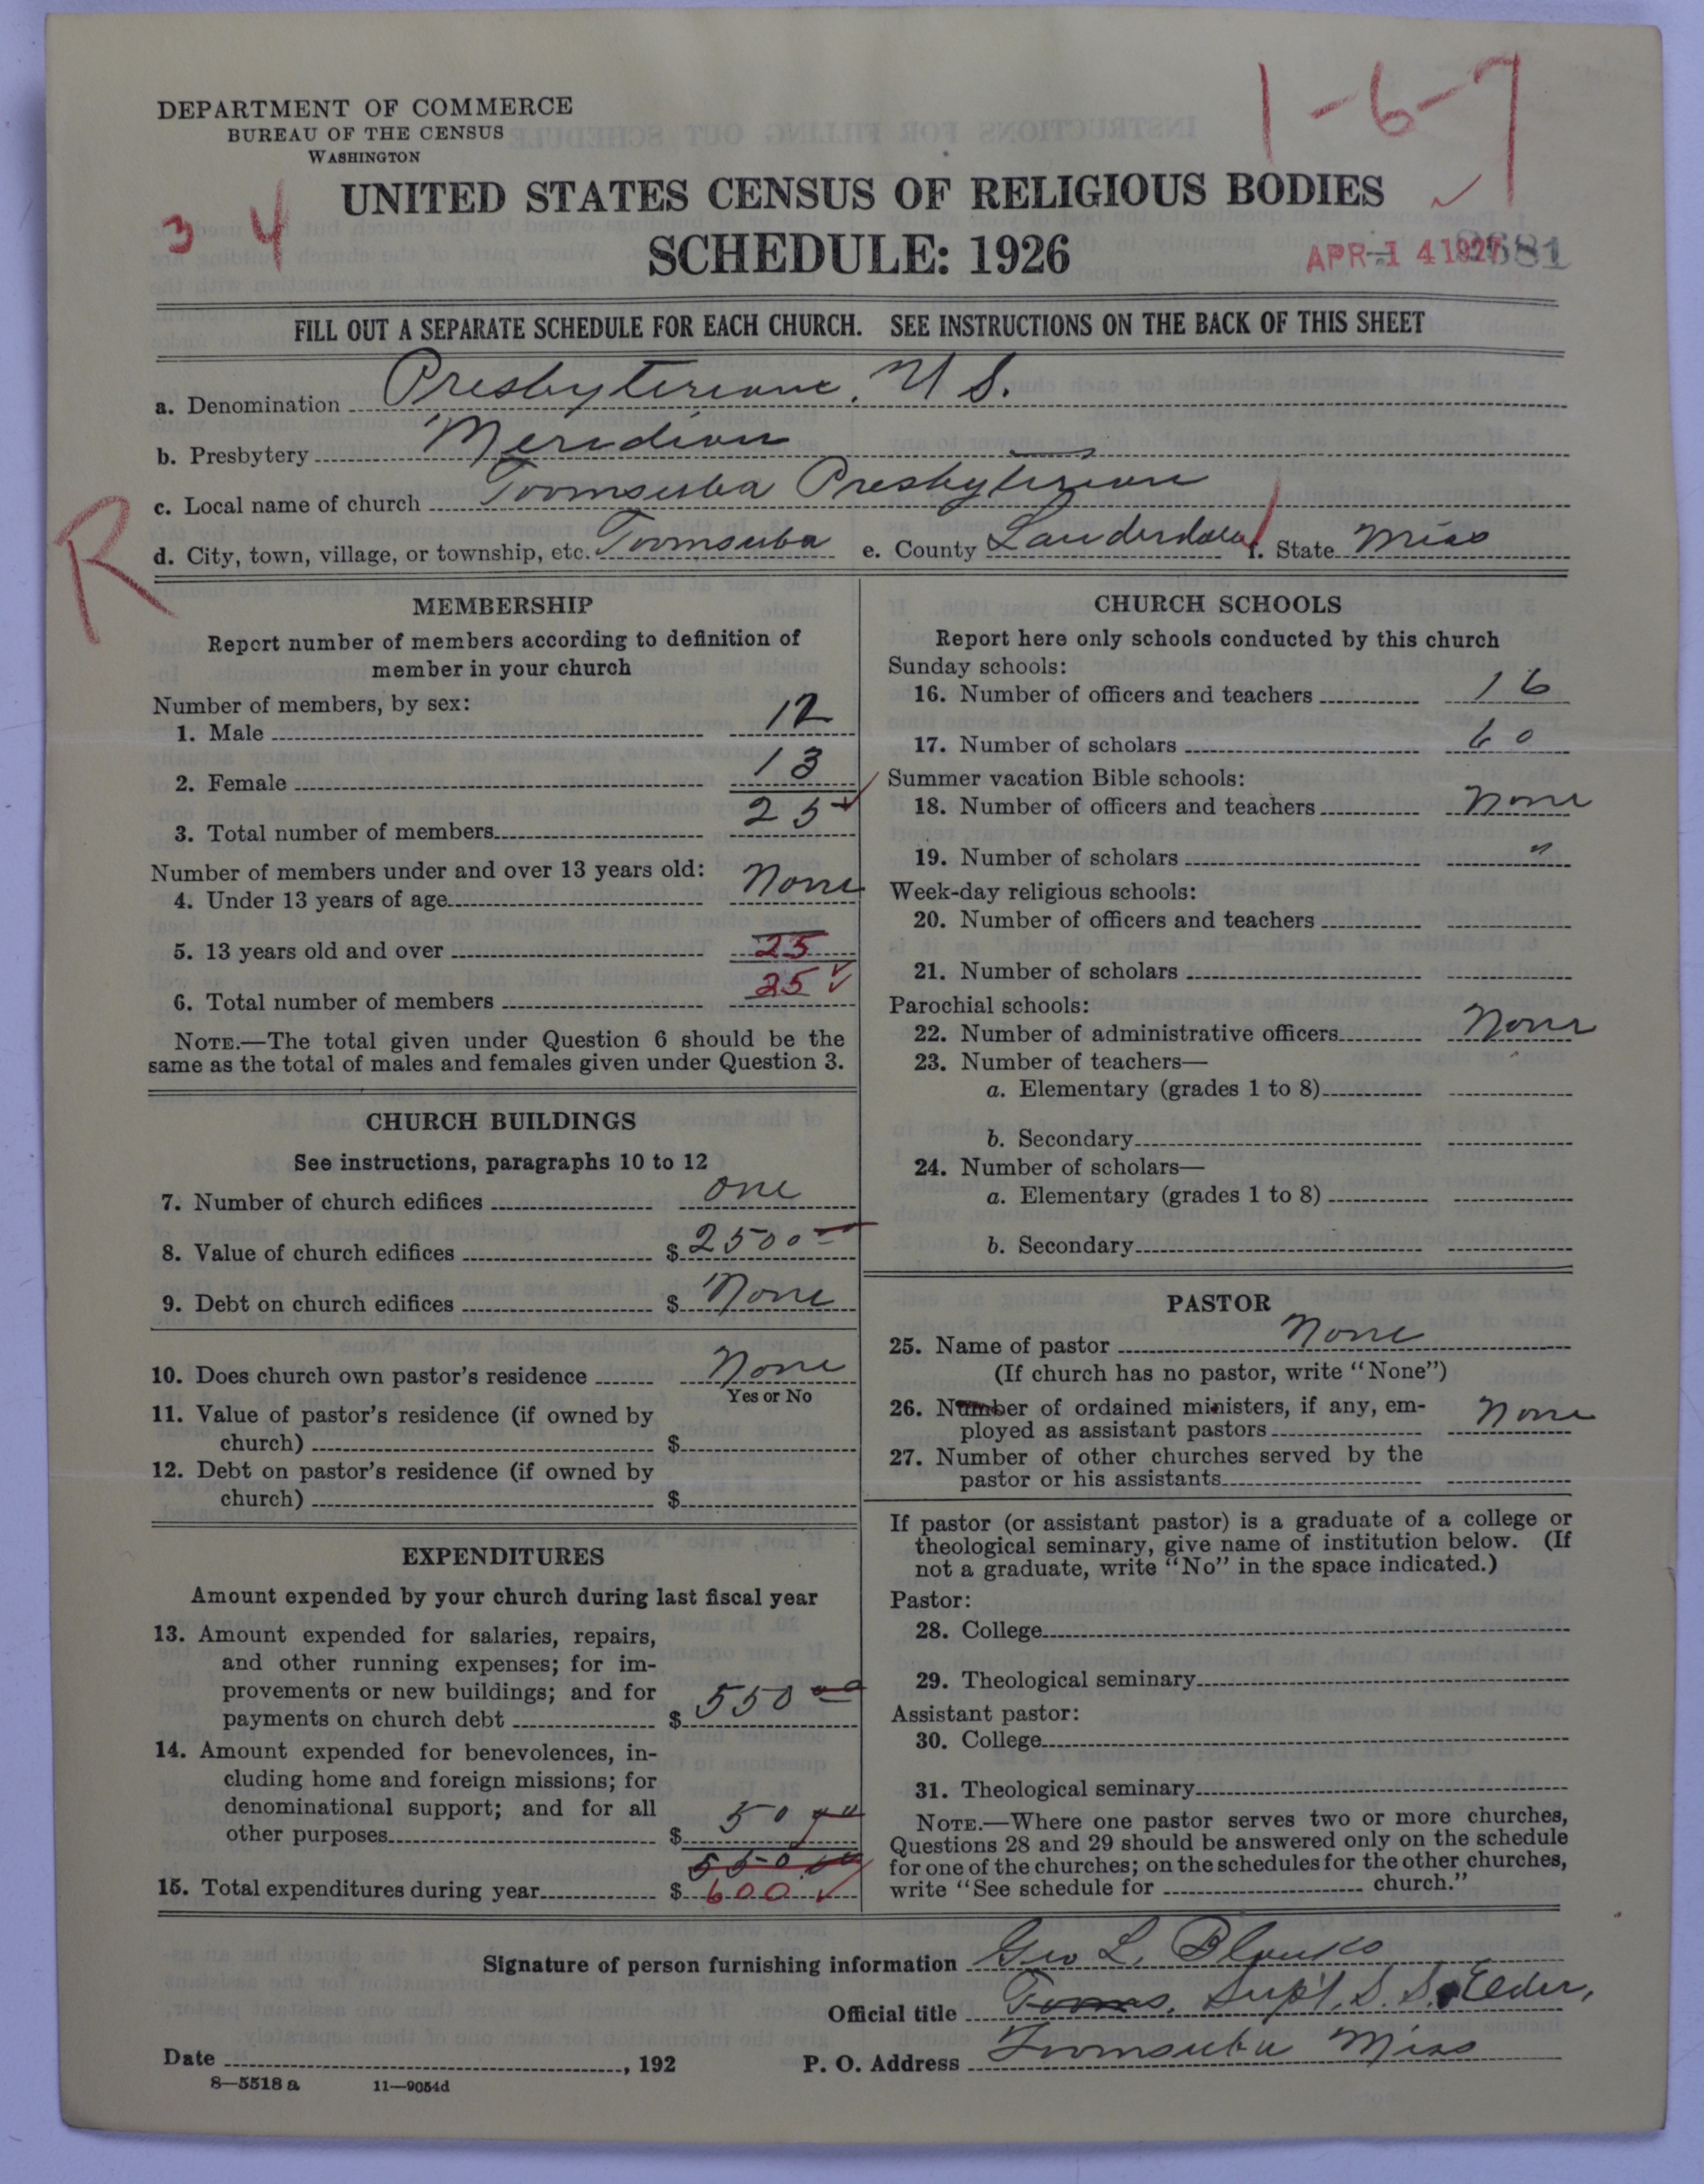 1-6-7
DEPARTMENT OF COMMERCE
BUREAU OF THE CENSUS
WASHINGTON
UNITED STATES CENSUS OF RELIGIOUS BODIES
3 4
SCHEDULE: 1926
APR 14 1927
FILL OUT A SEPARATE SCHEDULE FOR EACH CHURCH. SEE INSTRUCTIONS ON THE BACK OF THIS SHEET
a. Denomination Presbyterian, U S.
b. Presbytery Meridian
c. Local name of church Toomsuba Presbyterian
R
d. City, town, village, or township, etc. Toomsuba e. County Lauderdale f. State Miss
MEMBERSHIP
Report number of members according to definition of
member in your church
Number of members, by sex:
1. Male 12
2. Female 13
3. Total number of members 25
Number of members under and over 13 years old:
4. Under 13 years of age None
5. 13 years old and over 25
6. Total number of members 25
NOTE.—The total given under Question 6 should be the
same as the total of males and females given under Question 3.
CHURCH BUILDINGS
See instructions, paragraphs 10 to 12
7. Number of church edifices one
8. Value of church edifices $2500 00
9. Debt on church edifices $ None
10. Does church own pastor's residence None
Yes or No
11. Value of pastor's residence (if owned by
church) $
12. Debt on pastor's residence (if owned by
church) $
EXPENDITURES
Amount expended by your church during last fiscal year
13. Amount expended for salaries, repairs,
and other running expenses; for im-
provements or new buildings; and for
payments on church debt $ 550 00
14. Amount expended for benevolences, in-
cluding home and foreign missions; for
denominational support; and for all
other purposes $ 50 00
550 00
15. Total expenditures during year $ 600
CHURCH SCHOOLS
Report here only schools conducted by this church
Sunday schools:
16. Number of officers and teachers 16
17. Number of scholars 60
Summer vacation Bible schools:
18. Number of officers and teachers None
19. Number of scholars "
Week-day religious schools:
20. Number of officers and teachers
21. Number of scholars
Parochial schools:
22. Number of administrative officers None
23. Number of teachers—
a. Elementary (grades 1 to 8)
b. Secondary
24. Number of scholars—
a. Elementary (grades 1 to 8)
b. Secondary
PASTOR
25. Name of pastor None
(If church has no pastor, write "None")
26. Number of ordained ministers, if any, em-
ployed as assistant pastors None
27. Number of other churches served by the
pastor or his assistants
If pastor (or assistant pastor) is a graduate of a college or
theological seminary, give name of institution below. (If
not a graduate, write "No" in the space indicated.)
Pastor:
28. College
29. Theological seminary
Assistant pastor:
30. College
31. Theological seminary
NOTE.—Where one pastor serves two or more churches,
Questions 28 and 29 should be answered only on the schedule
for one of the churches; on the schedules for the other churches,
write "See schedule for church."
Signature of person furnishing information Geo L. Blanks
Official title Supt. S. S. Elder,
Date , 192 P. O. Address Toomsuba Miss
8—5518 a 11—9054d